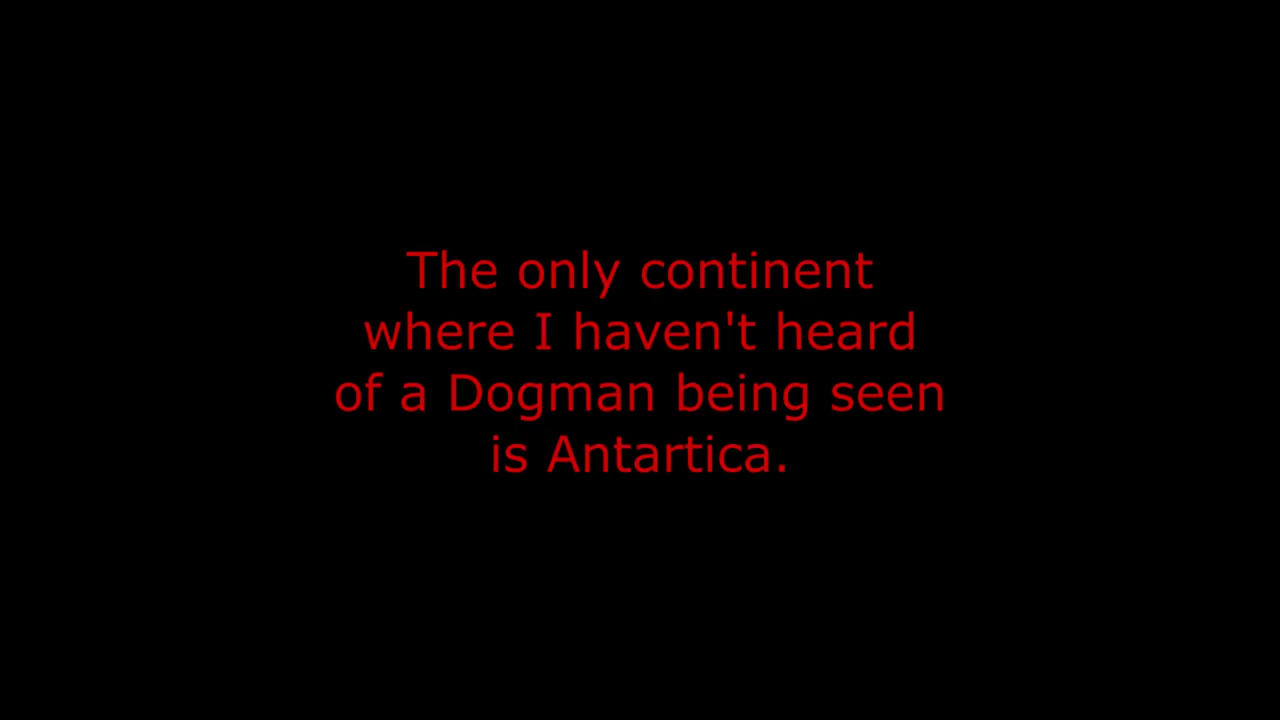 The only continent
where I haven't heard
of a Dogman being seen
is Antartica.